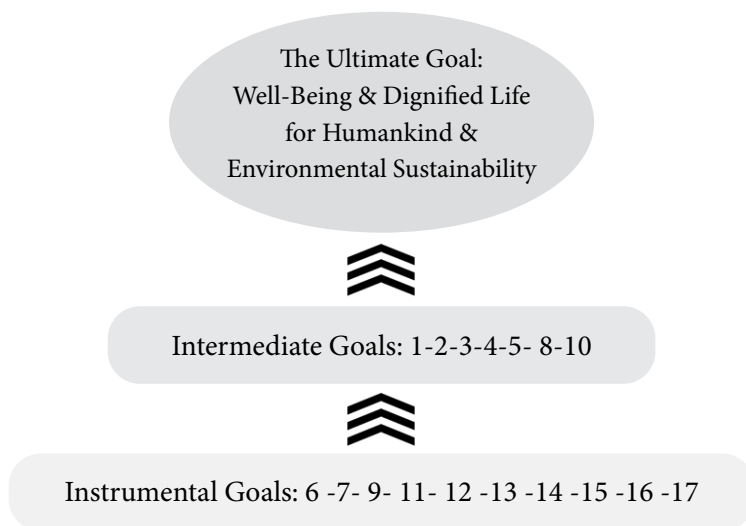 The Ultimate Goal:
Well-Being & Dignified Life
for Humankind &
Environmental Sustainability
Intermediate Goals: 1-2-3-4-5- 8-10
Instrumental Goals: 6 -7- 9- 11- 12 -13 -14 -15 -16 -17